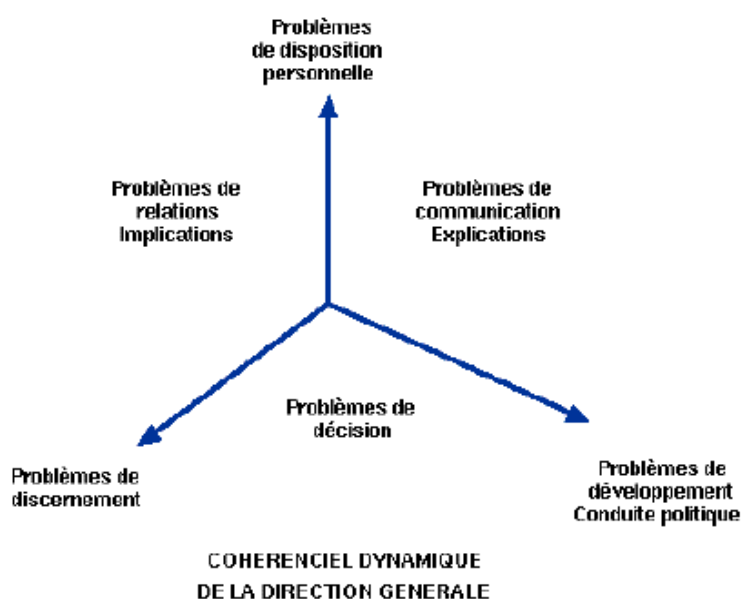 Problèmes
de disposition
personnelle
Problèmes de
relations
Implications
Problèmes de
communication
Explications
Problèmes de
décision
Problèmes de
discernement
Problèmes de
développement
Conduite politique
COHERENCIEL DYNAMIQUE
DE LA DIRECTION GENERALE